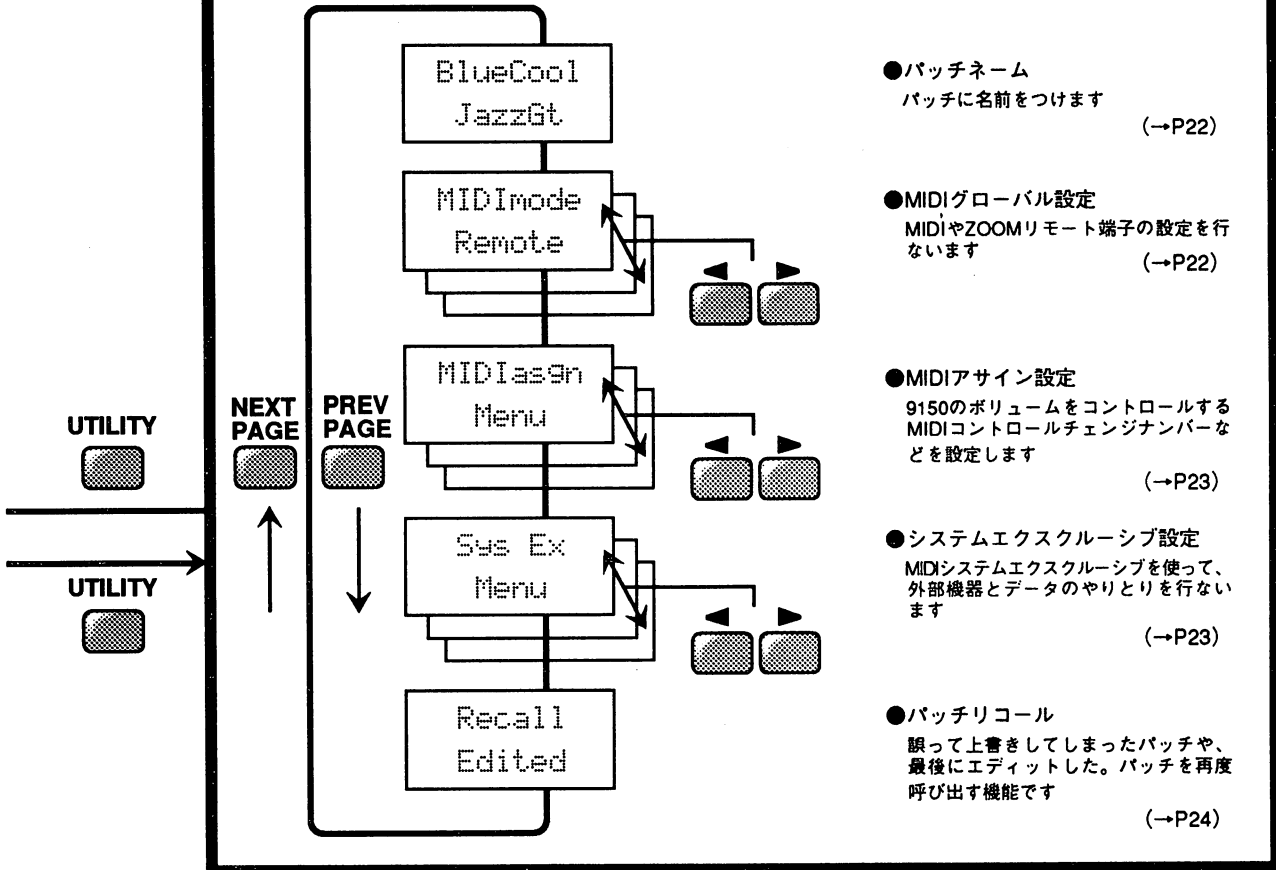 BlueCool
JazzGt
●パッチネーム
パッチに名前をつけます
(→P22)
MIDImode
Remote
●MIDIグローバル設定
MIDIやZOOMリモート端子の設定を行
ないます
(→P22)
MIDIasgn
Menu
●MIDIアサイン設定
9150のボリュームをコントロールする
MIDIコントロールチェンジナンバーな
どを設定します
(→P23)
UTILITY
NEXT
PAGE
PREV
PAGE
UTILITY
Sys Ex
Menu
●システムエクスクルーシブ設定
MIDIシステムエクスクルーシブを使って、
外部機器とデータのやりとりを行ない
ます
(→P23)
Recall
Edited
●パッチリコール
誤って上書きしてしまったパッチや、
最後にエディットした。パッチを再度
呼び出す機能です
(→P24)